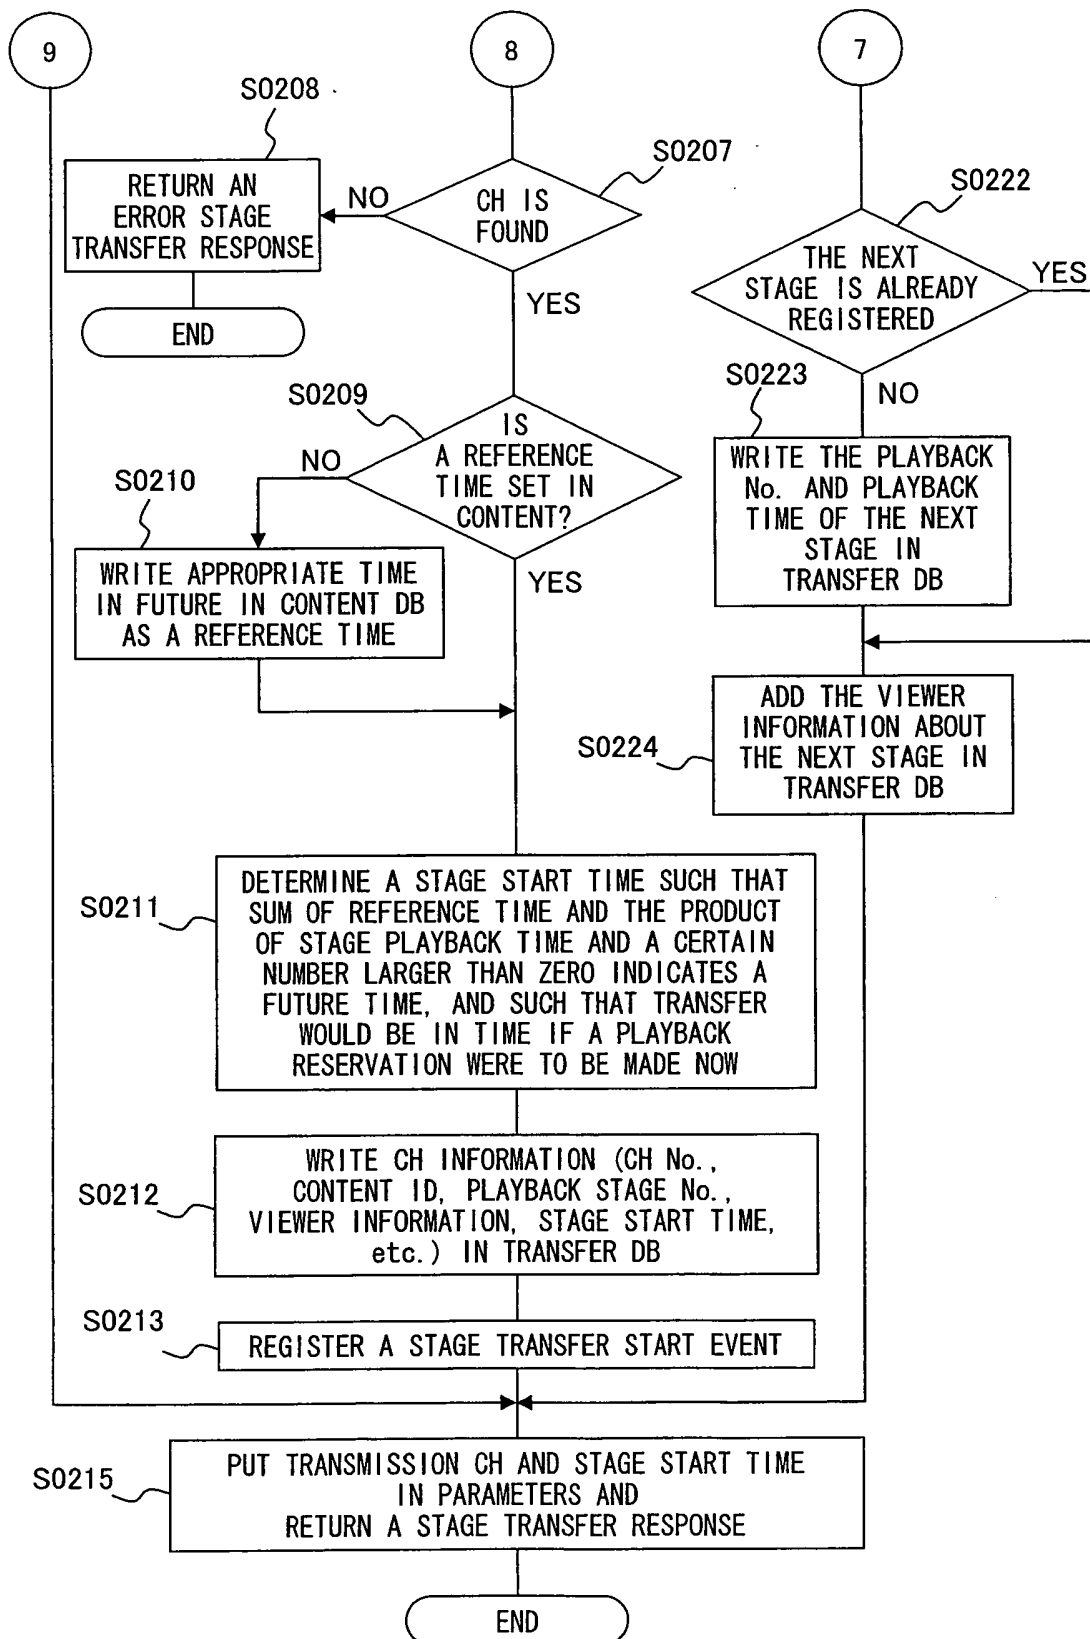 9
8
7
S0208
S0207
S0222
RETURN AN
ERROR STAGE
TRANSFER RESPONSE
NO
CH IS
FOUND
THE NEXT
STAGE IS ALREADY
REGISTERED
YES
END
YES
S0223
NO
S0209
IS
A REFERENCE
TIME SET IN
CONTENT?
NO
S0210
WRITE THE PLAYBACK
No. AND PLAYBACK
TIME OF THE NEXT
STAGE IN
TRANSFER DB
WRITE APPROPRIATE TIME
IN FUTURE IN CONTENT DB
AS A REFERENCE TIME
YES
ADD THE VIEWER
INFORMATION ABOUT
THE NEXT STAGE IN
TRANSFER DB
S0224
S0211
DETERMINE A STAGE START TIME SUCH THAT
SUM OF REFERENCE TIME AND THE PRODUCT
OF STAGE PLAYBACK TIME AND A CERTAIN
NUMBER LARGER THAN ZERO INDICATES A
FUTURE TIME, AND SUCH THAT TRANSFER
WOULD BE IN TIME IF A PLAYBACK
RESERVATION WERE TO BE MADE NOW
S0212
WRITE CH INFORMATION (CH No.,
CONTENT ID, PLAYBACK STAGE No.,
VIEWER INFORMATION, STAGE START TIME,
etc.) IN TRANSFER DB
S0213
REGISTER A STAGE TRANSFER START EVENT
S0215
PUT TRANSMISSION CH AND STAGE START TIME
IN PARAMETERS AND
RETURN A STAGE TRANSFER RESPONSE
END